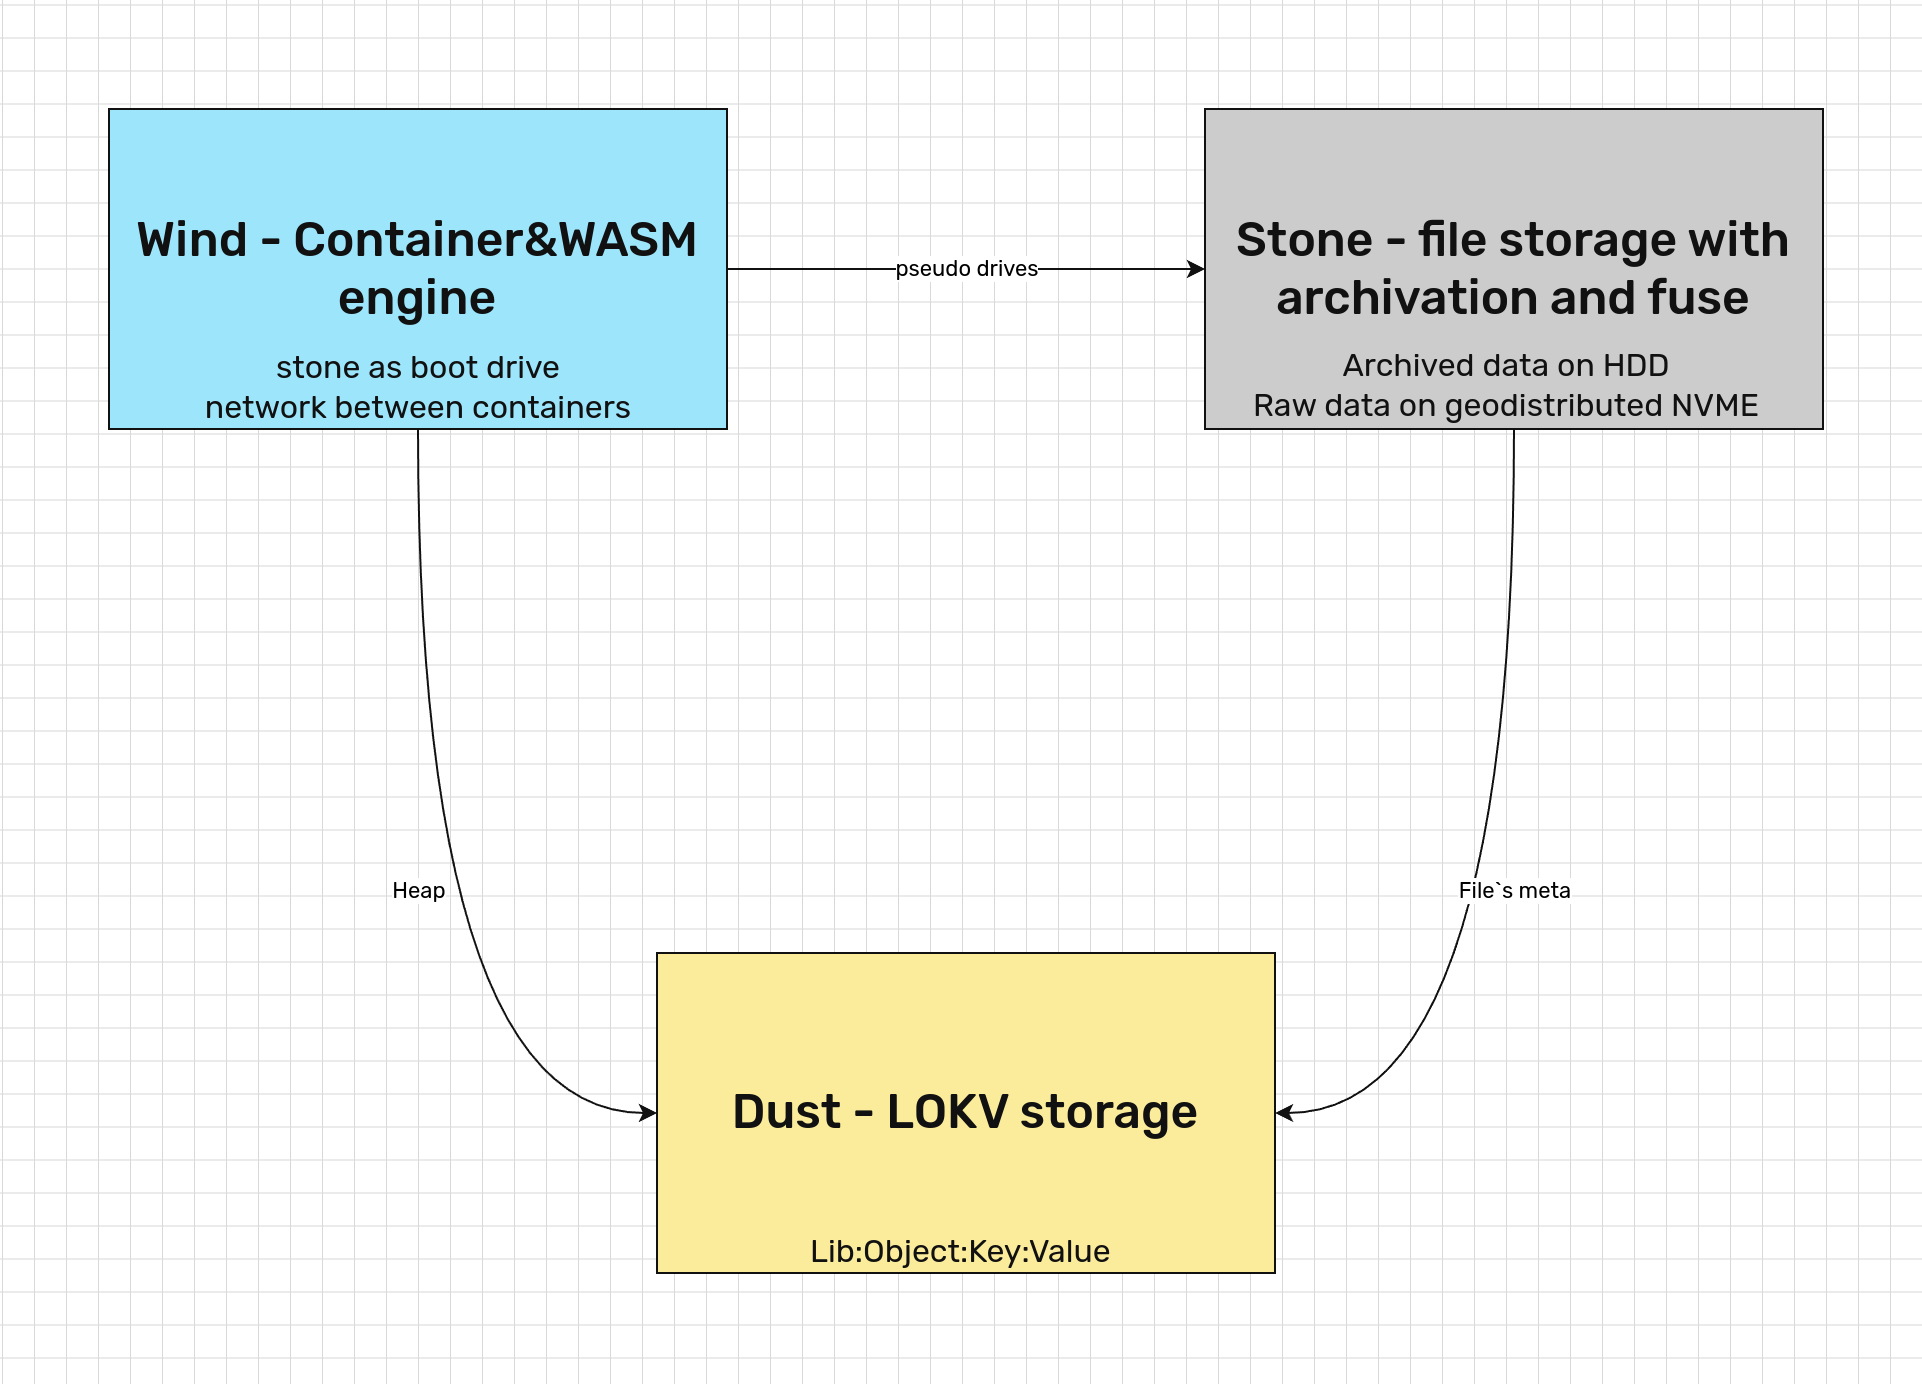 Wind - Container&WASM
engine
stone as boot drive
network between containers
pseudo drives
Stone - file storage with
archivation and fuse
Archived data on HDD
Raw data on geodistributed NVME
Heap
File`s meta
Dust - LOKV storage
Lib:Object:Key:Value